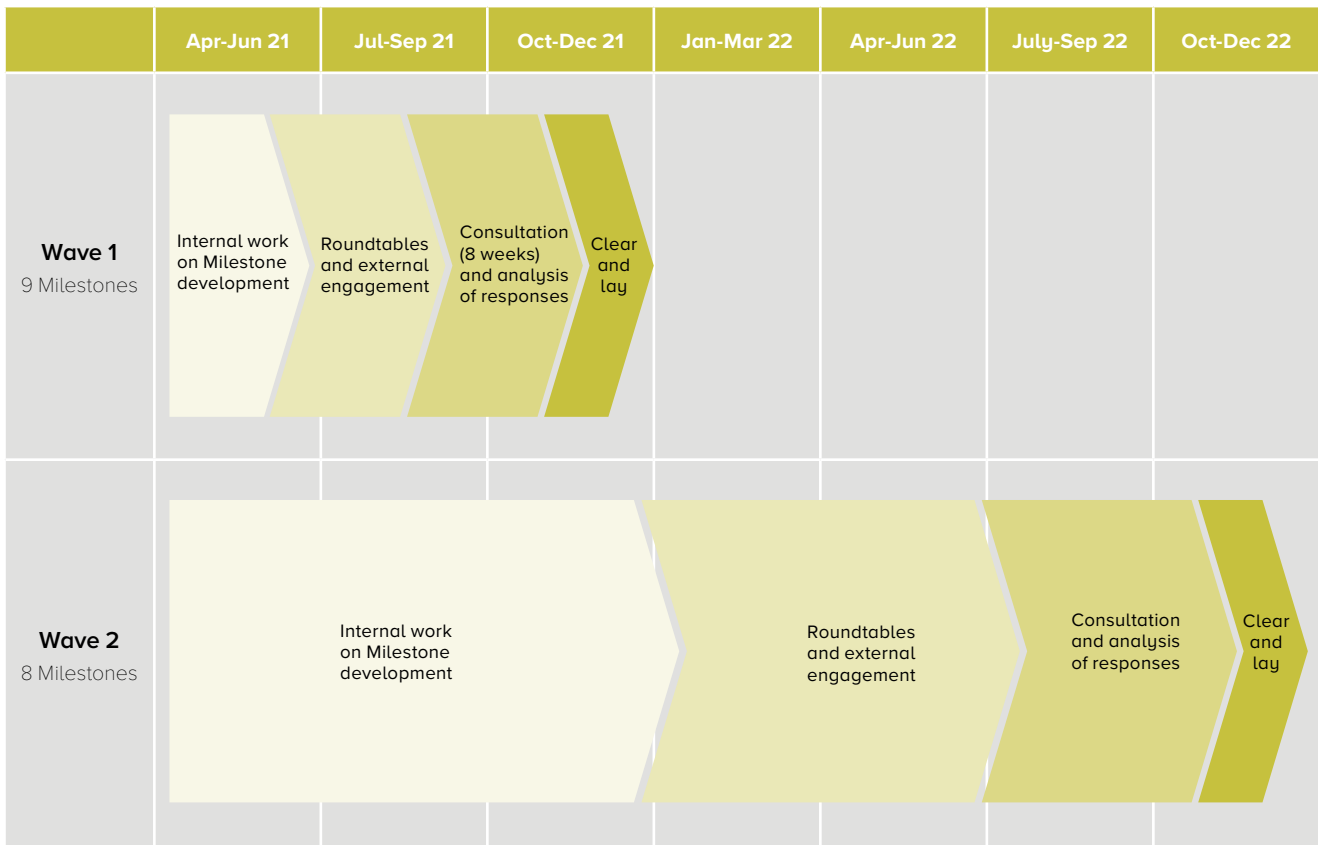 Apr-Jun 21
Jul-Sep 21
Oct-Dec 21
Jan-Mar 22
Apr-Jun 22
July-Sep 22
Oct-Dec 22
Wave 1
9 Milestones
Internal work
on Milestone
development
Roundtables
and external
engagement
Consultation
(8 weeks)
and analysis
of responses
Clear
and
lay
Wave 2
8 Milestones
Internal work
on Milestone
development
Roundtables
and external
engagement
Consultation
and analysis
of responses
Clear
and
lay